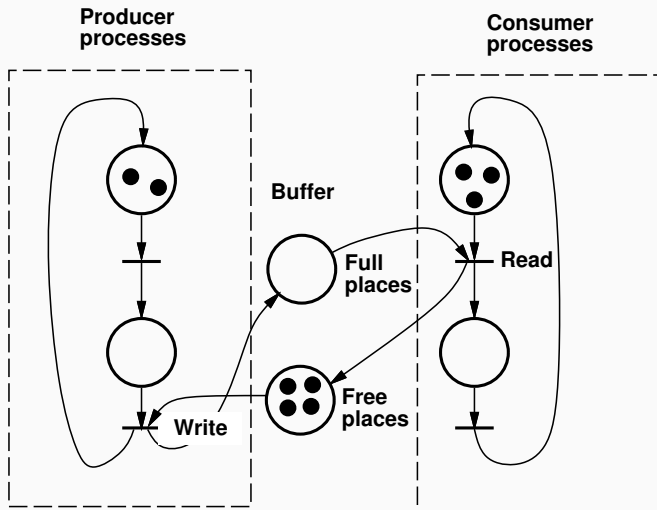 Producer
processes
Consumer
processes
Buffer
Full
places
Read
Free
places
Write